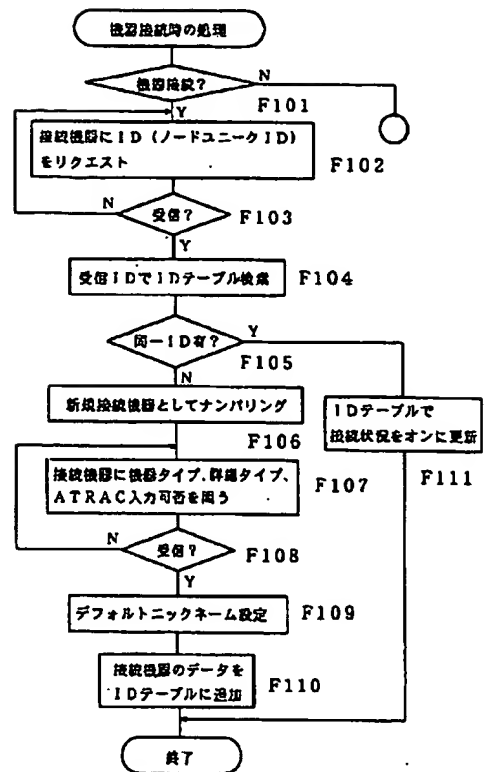 機器接続時の処理
機器接続?
N
F101
Y
接続機器にID(ノードユニークID)
をリクエスト
F102
N
受信?
F103
Y
受信IDでIDテーブル検索
F104
同一ID有?
Y
F105
N
新規接続機器としてナンバリング
F106
IDテーブルで
接続状況をオンに更新
F111
接続機器に機器タイプ、詳細タイプ、
ATRAC入力可否を問う
F107
N
受信?
F108
Y
デフォルトニックネーム設定
F109
接続機器のデータを
IDテーブルに追加
F110
終了